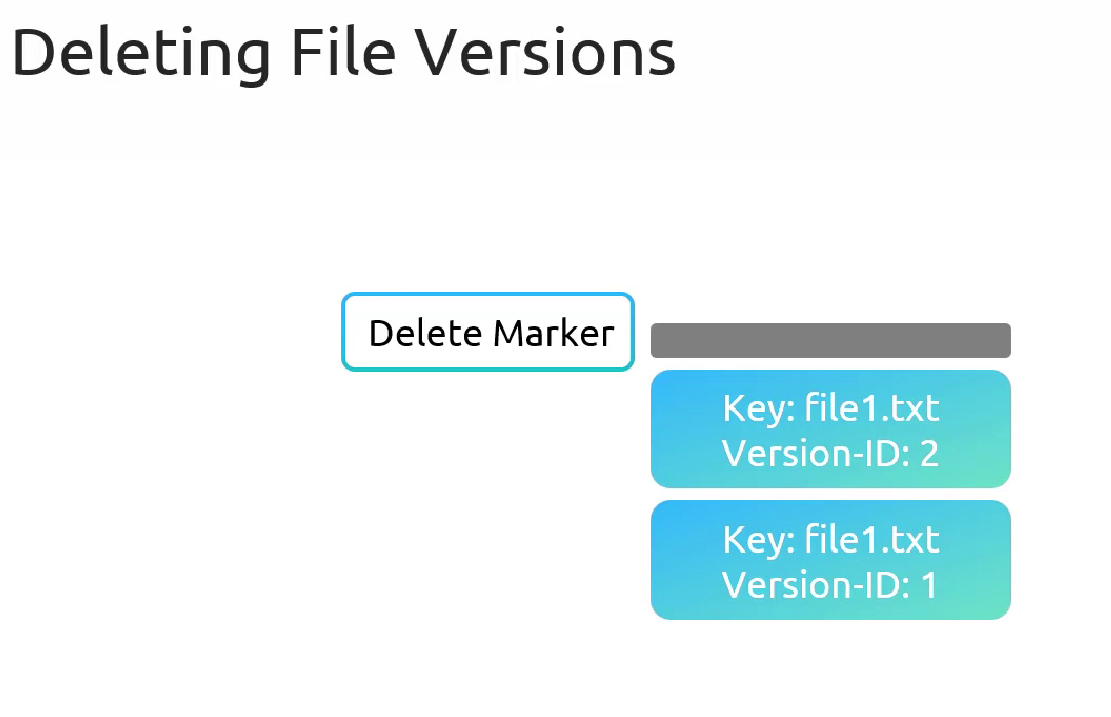 Deleting File Versions
Delete Marker
Key: file1.txt
Version-ID: 2
Key: file1.txt
Version-ID: 1